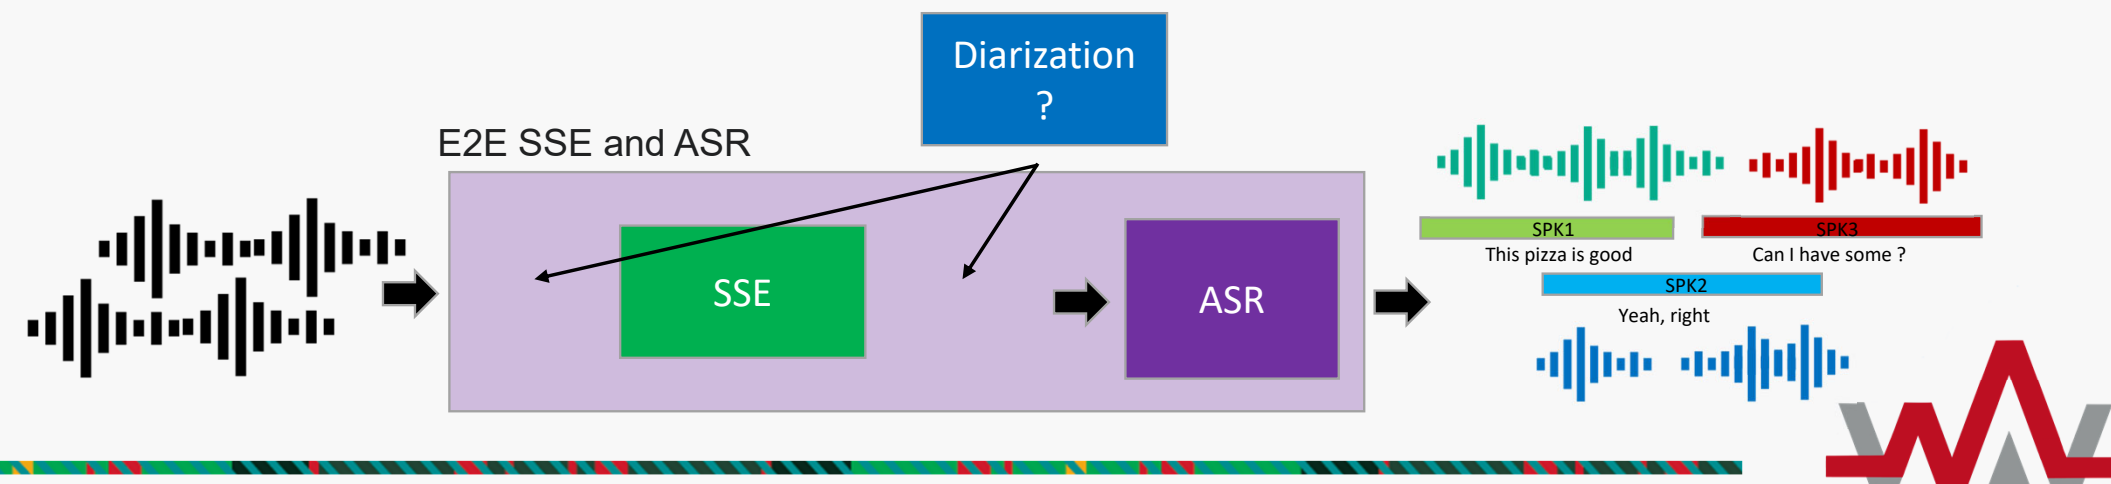 Diarization
?
E2E SSE and ASR
SSE
ASR
SPK1
SPK3
This pizza is good
Can I have some ?
SPK2
Yeah, right